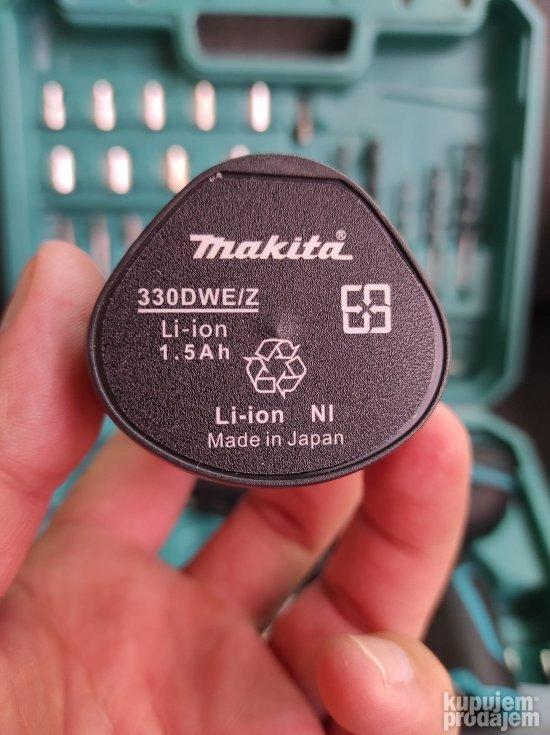 makita®
330DWE/Z
Li-ion
1.5Ah
Li-ion NI
Made in Japan
kupujem
prodajem